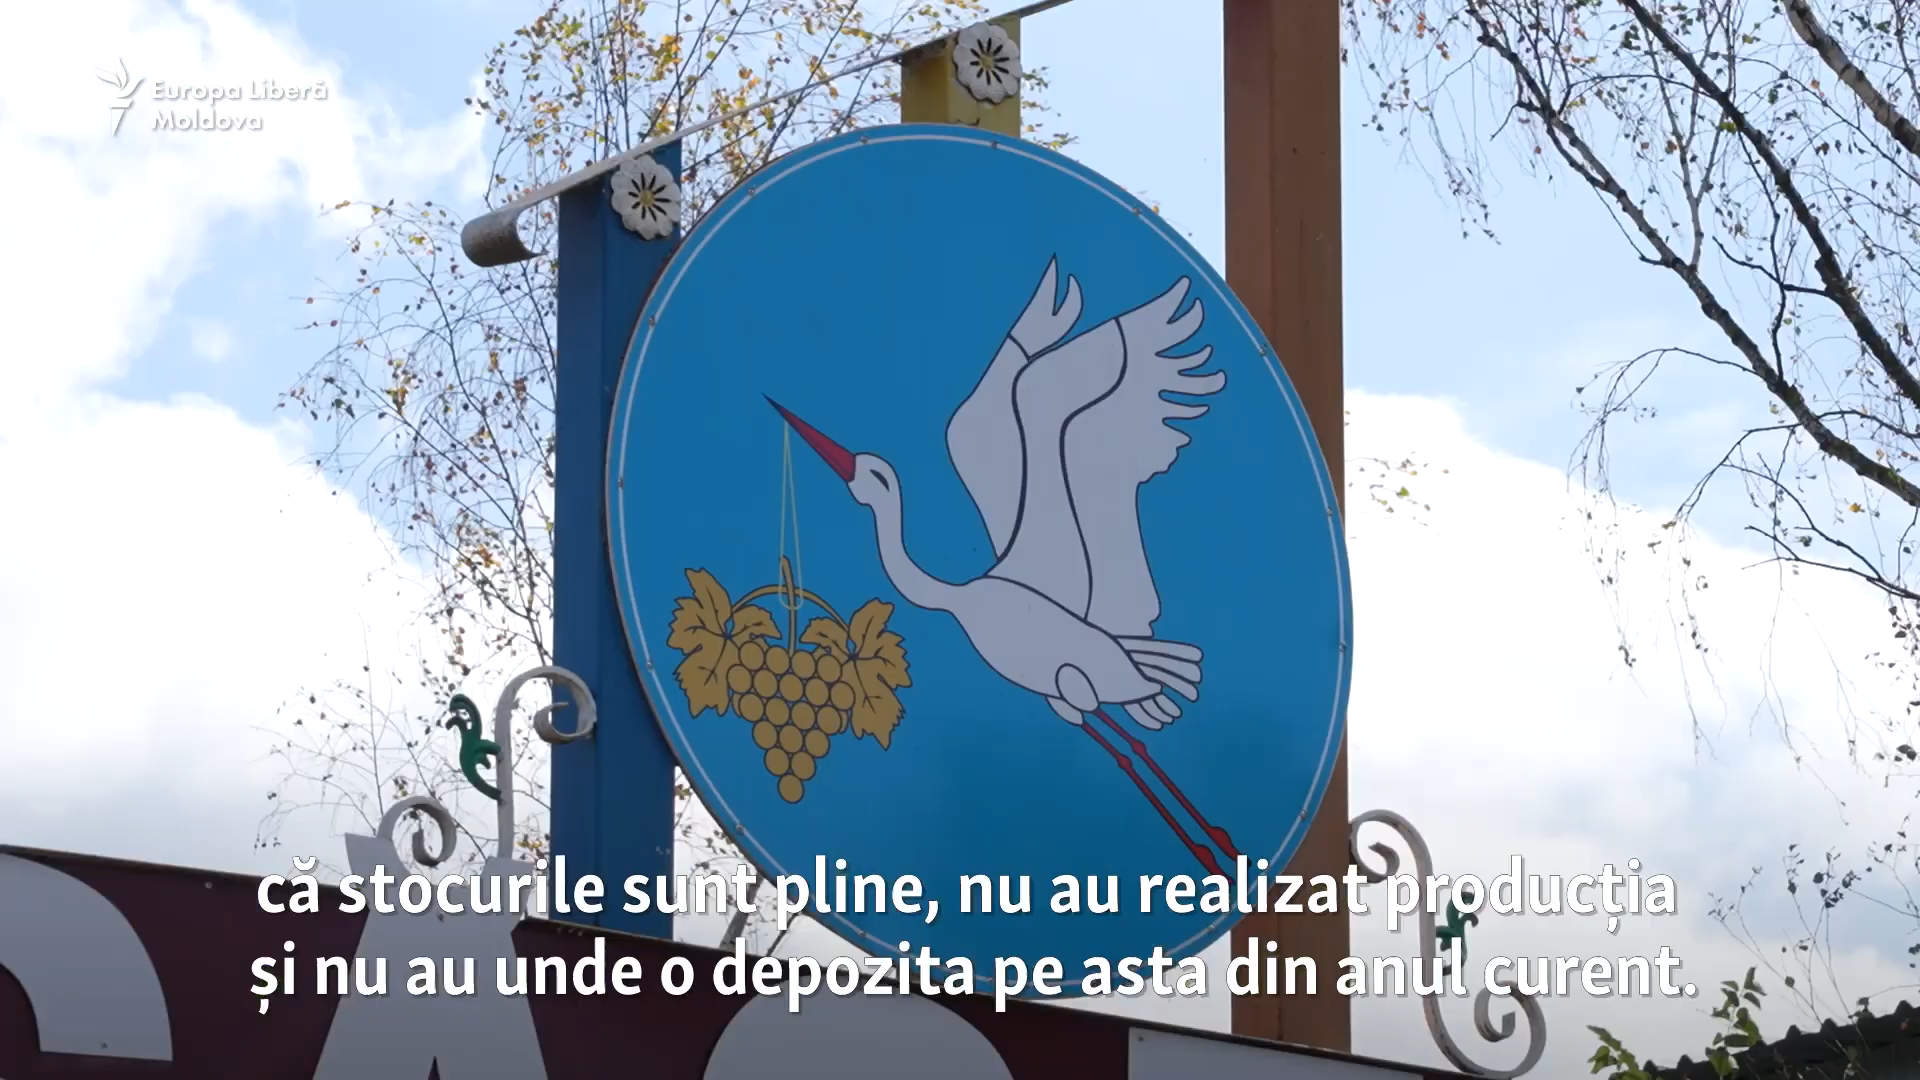 Europa Liberă
Moldova
că stocurile sunt pline, nu au realizat producția
și nu au unde o depozita pe asta din anul curent.